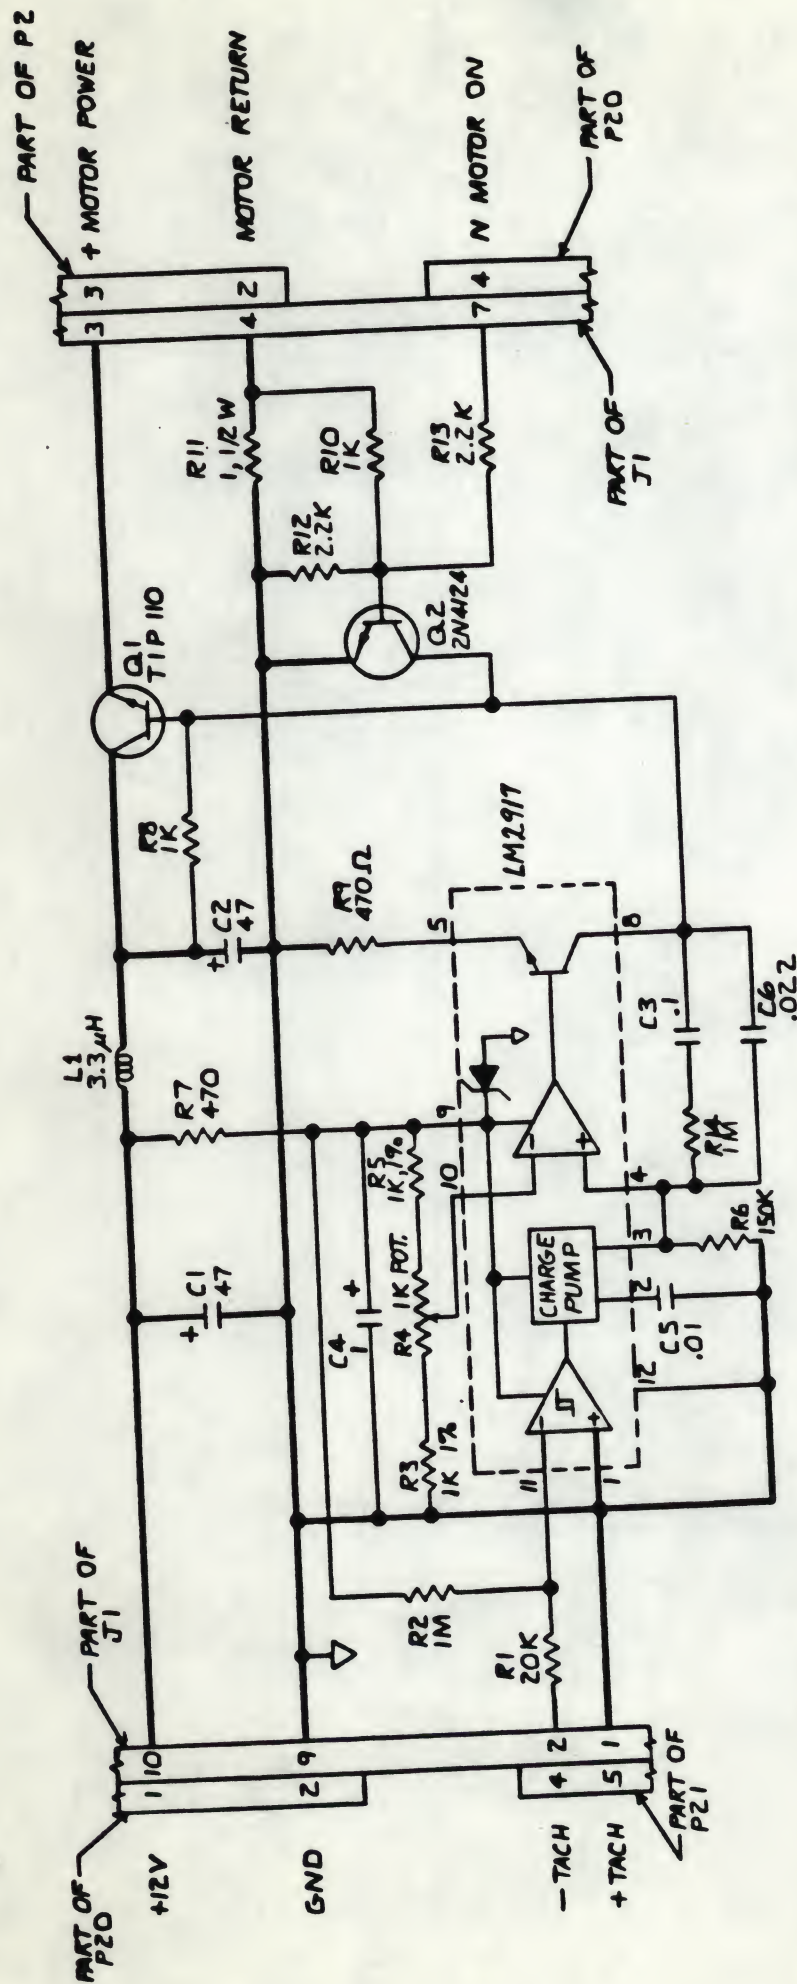 PART OF
P20
PART OF
J1
+12V
1
10
GND
2
9
- TACH
4
2
+ TACH
5
1
PART OF
P21
C1
47
+
L1
3.3 µH
R7
470
C2
47
+
R8
1K
Q1
TIP 110
PART OF P2
+ MOTOR POWER
3
3
MOTOR RETURN
4
2
N MOTOR ON
7
4
PART OF
P20
PART OF
J1
R11
1, 1/2 W
R10
1K
R12
2.2K
R13
2.2K
Q2
2N4124
R9
470Ω
LM2917
R2
1M
R1
20K
C4
1
+
R3
1K 1%
R4
1K POT.
R5
1K, 1%
11
1
12
2
3
4
10
9
5
8
-
+
CHARGE
PUMP
-
+
C5
.01
R6
150K
R14
1M
C3
.1
C6
.022